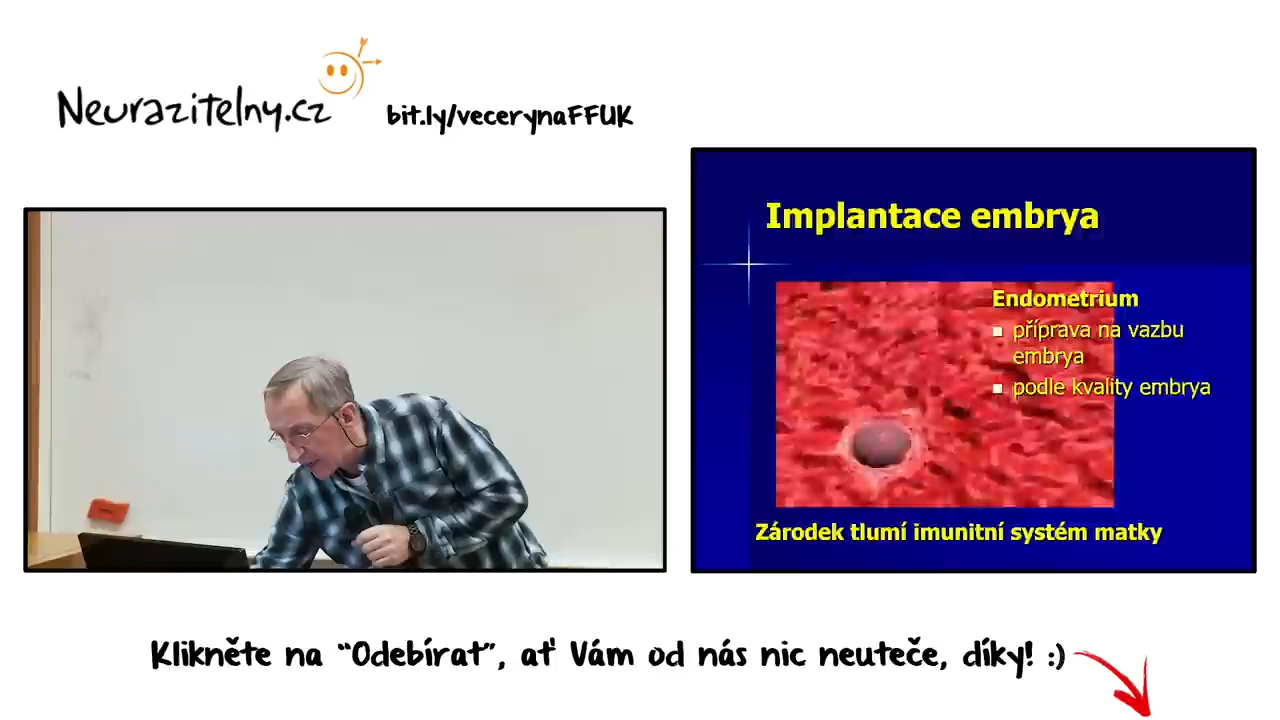 Neurazitelny.cz
bit.ly/vecerynaFFUK
Implantace embrya
Endometrium
příprava na vazbu
embrya
podle kvality embrya
Zárodek tlumí imunitní systém matky
Klikněte na “Odebírat”, ať Vám od nás nic neuteče, díky! :)